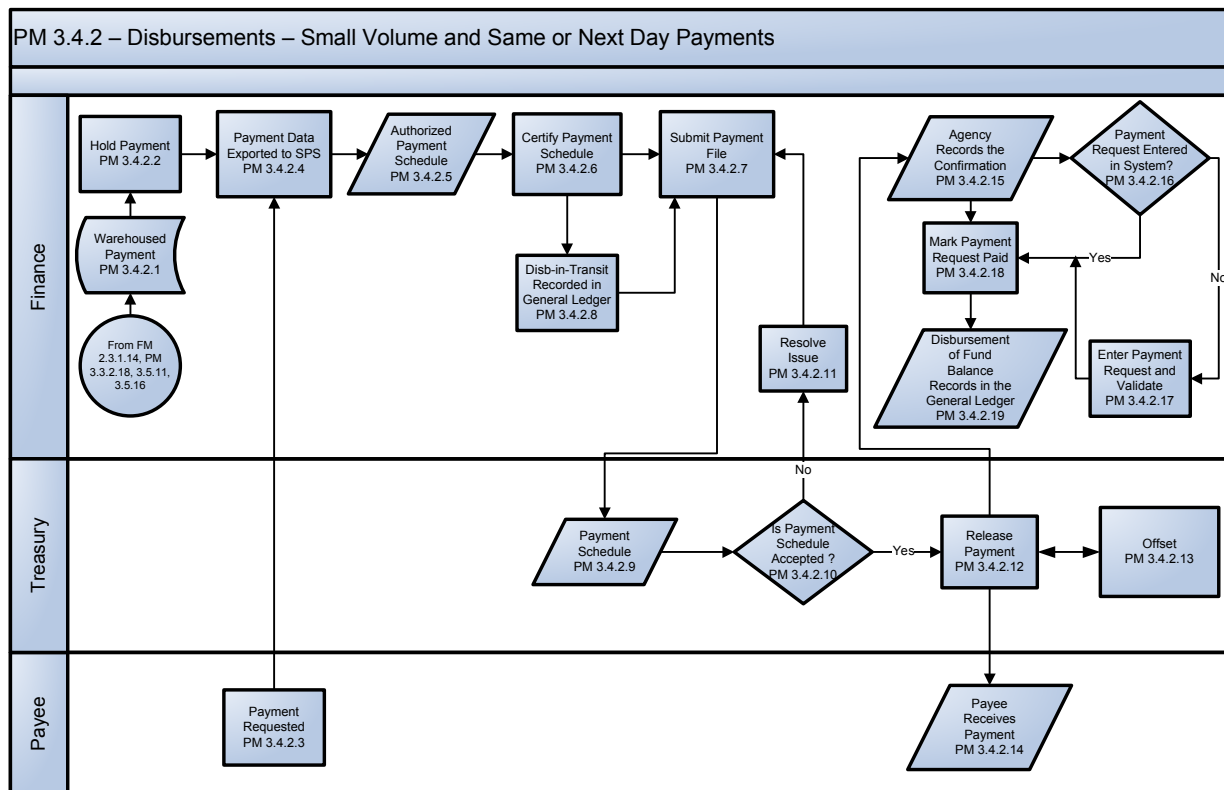 PM 3.4.2 – Disbursements – Small Volume and Same or Next Day Payments
Finance
Hold Payment
PM 3.4.2.2
Payment Data
Exported to SPS
PM 3.4.2.4
Authorized
Payment
Schedule
PM 3.4.2.5
Certify Payment
Schedule
PM 3.4.2.6
Submit Payment
File
PM 3.4.2.7
Agency
Records the
Confirmation
PM 3.4.2.15
Payment
Request Entered
in System?
PM 3.4.2.16
Warehoused
Payment
PM 3.4.2.1
Disb-in-Transit
Recorded in
General Ledger
PM 3.4.2.8
Mark Payment
Request Paid
PM 3.4.2.18
Yes
No
From FM
2.3.1.14, PM
3.3.2.18, 3.5.11,
3.5.16
Resolve
Issue
PM 3.4.2.11
Disbursement
of Fund
Balance
Records in the
General Ledger
PM 3.4.2.19
Enter Payment
Request and
Validate
PM 3.4.2.17
Treasury
No
Payment
Schedule
PM 3.4.2.9
Is Payment
Schedule
Accepted ?
PM 3.4.2.10
Yes
Release
Payment
PM 3.4.2.12
Offset
PM 3.4.2.13
Payee
Payment
Requested
PM 3.4.2.3
Payee
Receives
Payment
PM 3.4.2.14